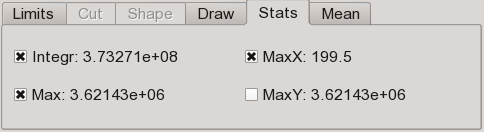 Limits Cut Shape Draw Stats Mean
Integr: 3.73271e+08 MaxX: 199.5
Max: 3.62143e+06 MaxY: 3.62143e+06